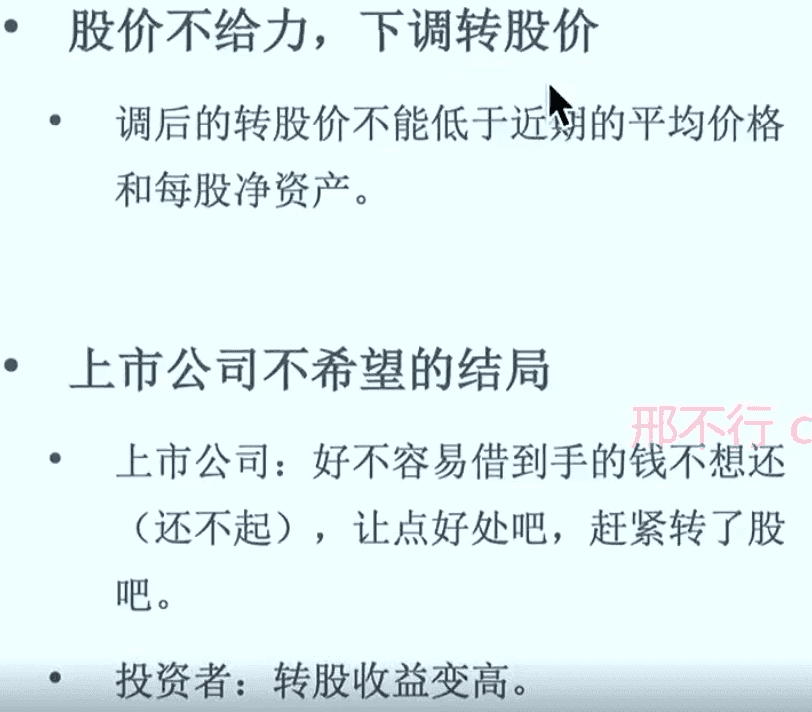 • 股价不给力，下调转股价
• 调后的转股价不能低于近期的平均价格
和每股净资产。
• 上市公司不希望的结局
邢不行 c
• 上市公司：好不容易借到手的钱不想还
（还不起），让点好处吧，赶紧转了股
吧。
• 投资者：转股收益变高。